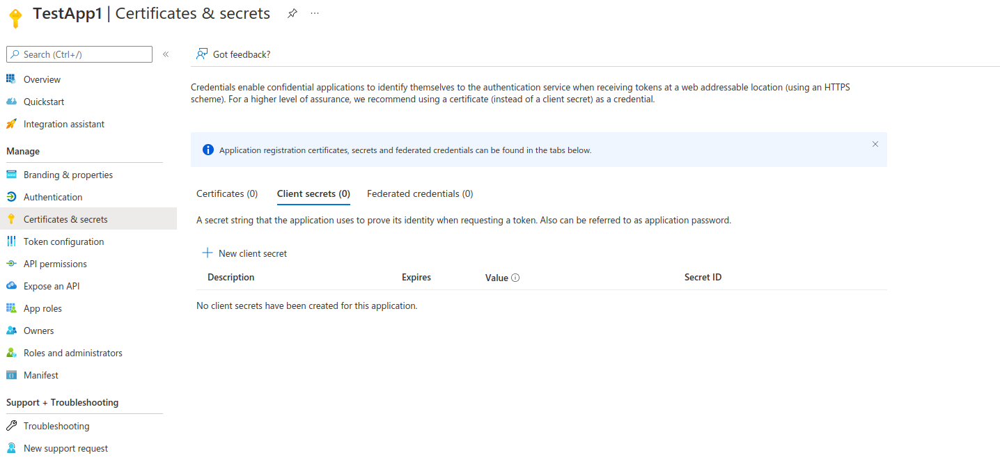 TestApp1 | Certificates & secrets
Search (Ctrl+/)
Overview
Quickstart
Integration assistant
Manage
Branding & properties
Authentication
Certificates & secrets
Token configuration
API permissions
Expose an API
App roles
Owners
Roles and administrators
Manifest
Support + Troubleshooting
Troubleshooting
New support request
Got feedback?
Credentials enable confidential applications to identify themselves to the authentication service when receiving tokens at a web addressable location (using an HTTPS
scheme). For a higher level of assurance, we recommend using a certificate (instead of a client secret) as a credential.
Application registration certificates, secrets and federated credentials can be found in the tabs below.
Certificates (0) Client secrets (0) Federated credentials (0)
A secret string that the application uses to prove its identity when requesting a token. Also can be referred to as application password.
New client secret
Description Expires Value Secret ID
No client secrets have been created for this application.